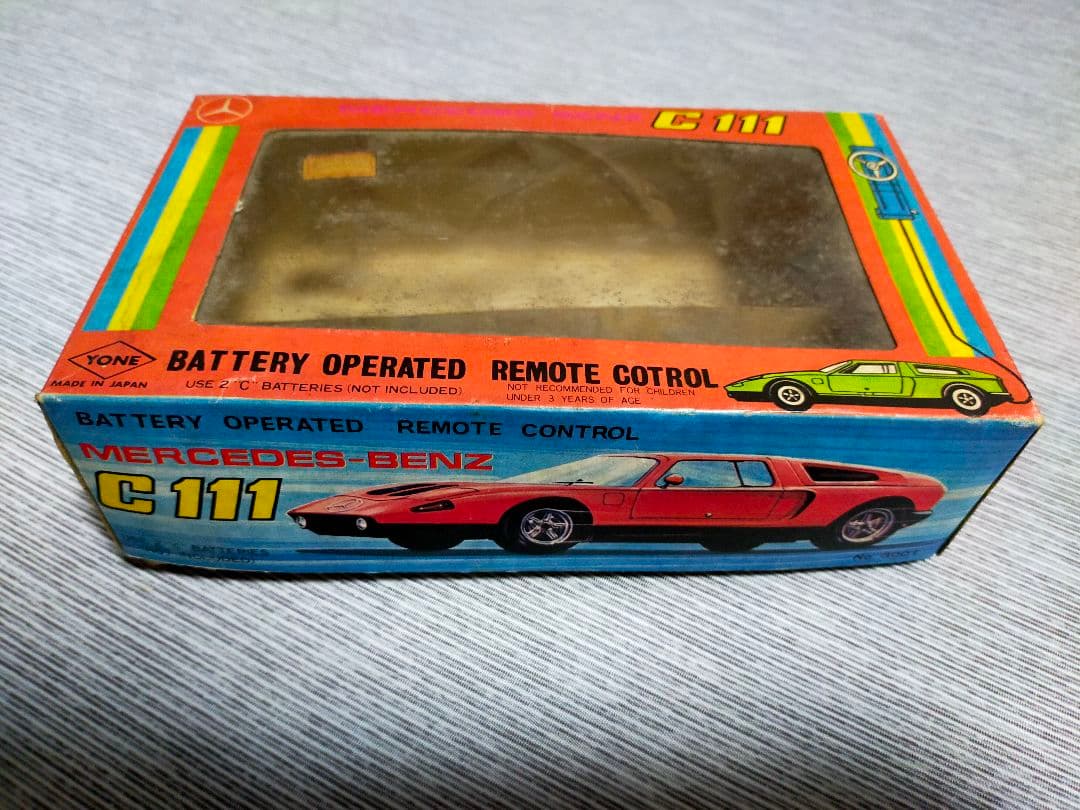 C 111
YONE
MADE IN JAPAN
BATTERY OPERATED REMOTE COTROL
USE 2 "C" BATTERIES (NOT INCLUDED)
NOT RECOMMENDED FOR CHILDREN
UNDER 3 YEARS OF AGE
BATTERY OPERATED REMOTE CONTROL
MERCEDES-BENZ
C 111
BATTERIES